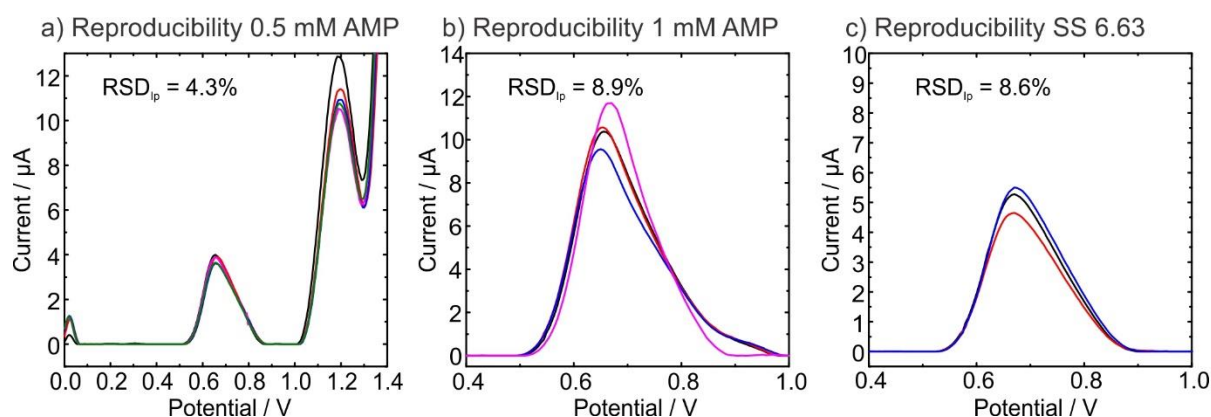 a) Reproducibility 0.5 mM AMP
RSD_Ip = 4.3%
Current / µA
12
10
8
6
4
2
0
0.0 0.2 0.4 0.6 0.8 1.0 1.2 1.4
Potential / V
b) Reproducibility 1 mM AMP
RSD_Ip = 8.9%
Current / µA
14
12
10
8
6
4
2
0
0.4 0.6 0.8 1.0
Potential / V
c) Reproducibility SS 6.63
RSD_Ip = 8.6%
Current / µA
10
9
8
7
6
5
4
3
2
1
0
0.4 0.6 0.8 1.0
Potential / V